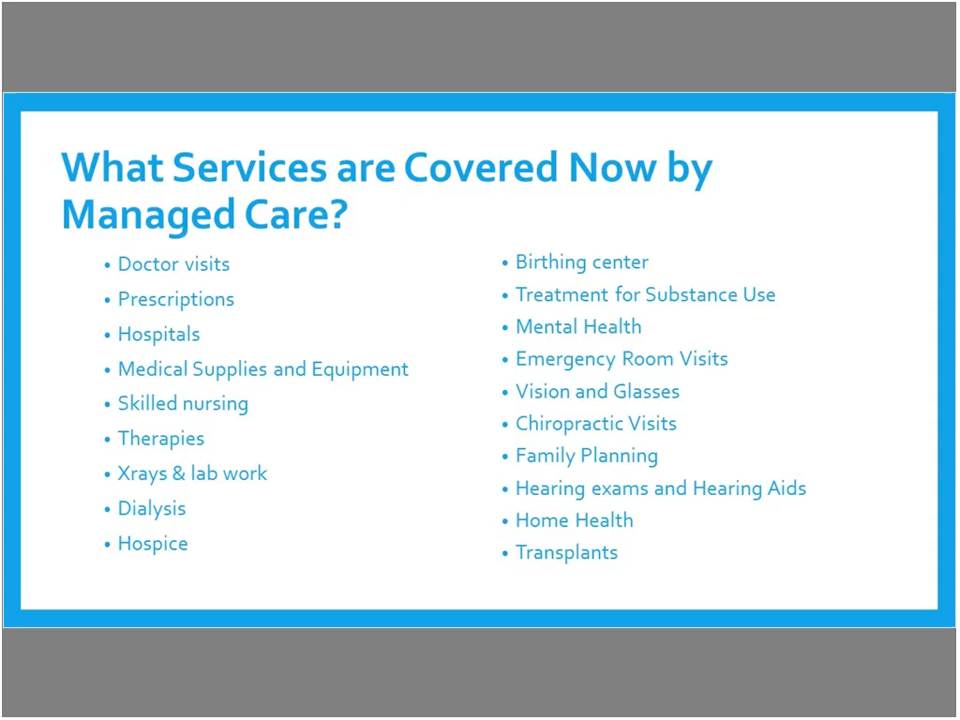 What Services are Covered Now by
Managed Care?
• Doctor visits
• Prescriptions
• Hospitals
• Medical Supplies and Equipment
• Skilled nursing
• Therapies
• Xrays & lab work
• Dialysis
• Hospice
• Birthing center
• Treatment for Substance Use
• Mental Health
• Emergency Room Visits
• Vision and Glasses
• Chiropractic Visits
• Family Planning
• Hearing exams and Hearing Aids
• Home Health
• Transplants